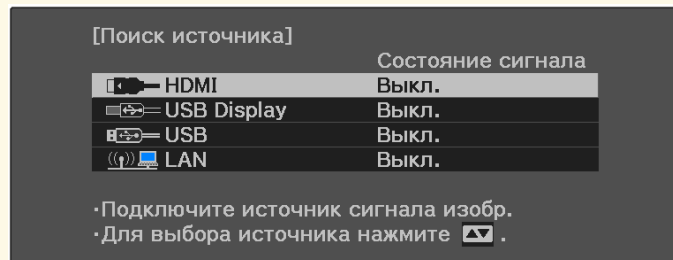 [Поиск источника]
Состояние сигнала
HDMI Выкл.
USB Display Выкл.
USB Выкл.
LAN Выкл.
·Подключите источник сигнала изобр.
·Для выбора источника нажмите .